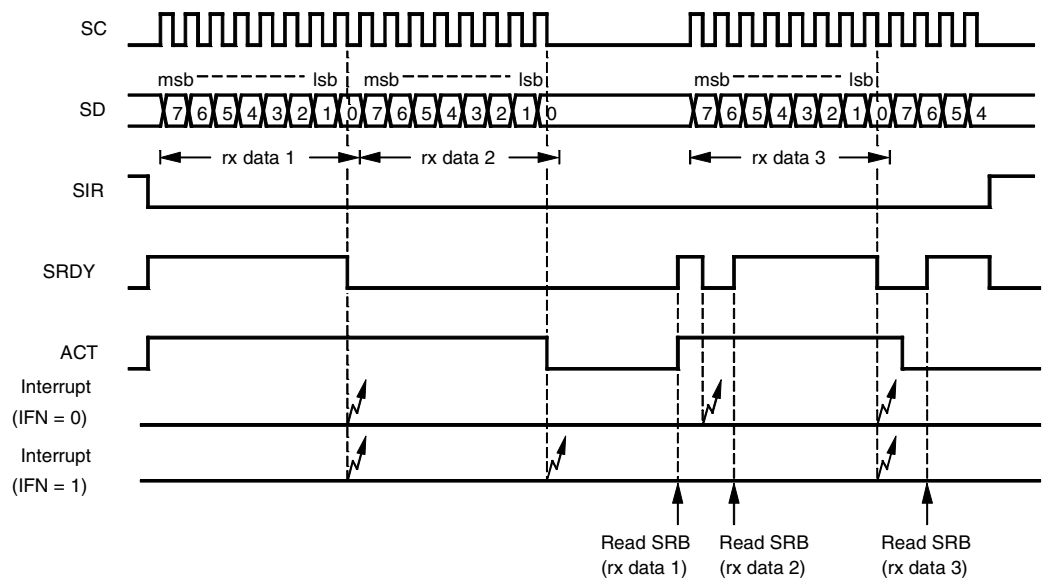 SC
msb lsb msb lsb msb lsb
SD 7 6 5 4 3 2 1 0 7 6 5 4 3 2 1 0 7 6 5 4 3 2 1 0 7 6 5 4
rx data 1 rx data 2 rx data 3
SIR
SRDY
ACT
Interrupt
(IFN = 0)
Interrupt
(IFN = 1)
Read SRB
(rx data 1)
Read SRB
(rx data 2)
Read SRB
(rx data 3)